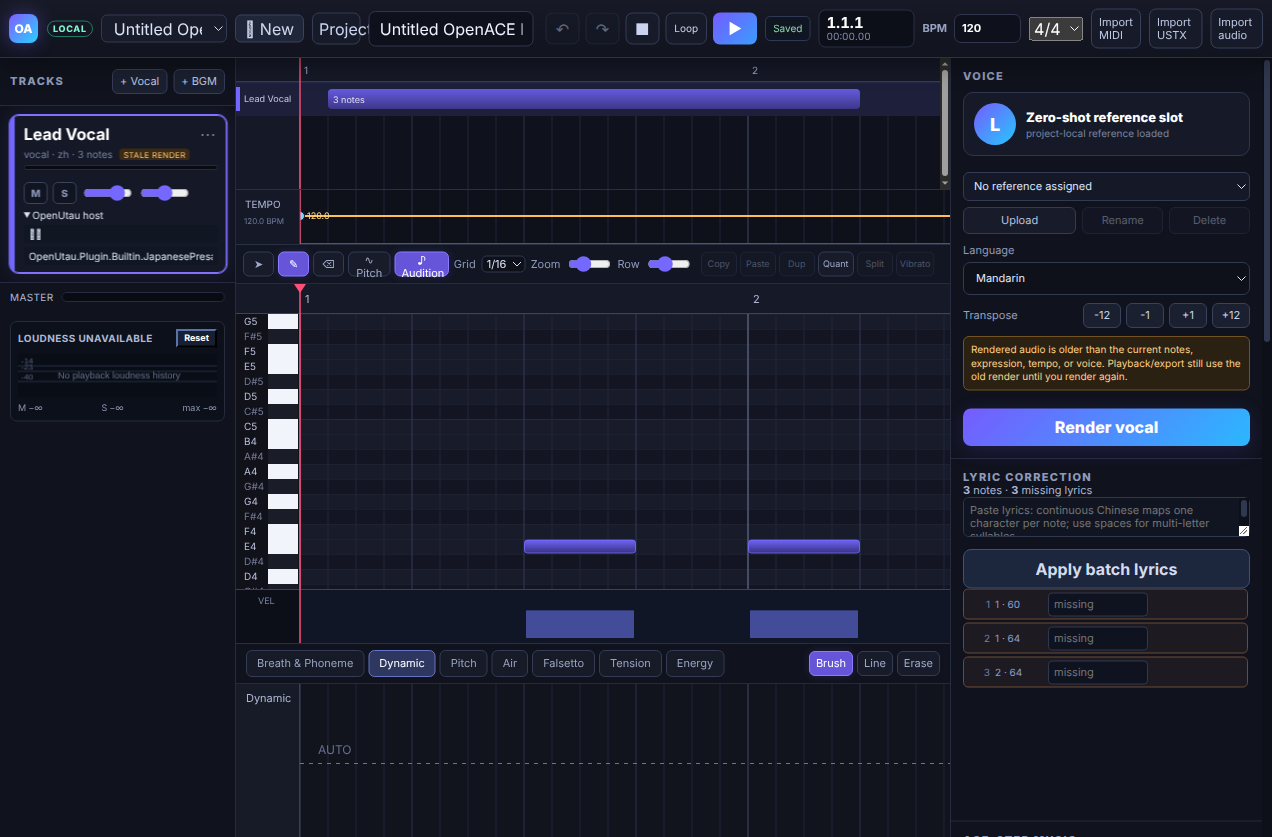 OA LOCAL Untitled Ope New Project Untitled OpenACE Loop Saved 1.1.1 BPM 120 4/4 Import MIDI Import USTX Import audio
00:00.00
TRACKS + Vocal + BGM
Lead Vocal ...
vocal · zh · 3 notes STALE RENDER
M S
▾ OpenUtau host
OpenUtau.Plugin.Builtin.JapanesePresa
MASTER
LOUDNESS UNAVAILABLE Reset
-14
-23
-40
No playback loudness history
M −∞ S −∞ max −∞
1 2
Lead Vocal 3 notes
TEMPO
120.0 BPM 120.0
Pitch Audition Grid 1/16 Zoom Row Copy Paste Dup Quant Split Vibrato
1 2
G5
F#5
F5
E5
D#5
D5
C#5
C5
B4
A#4
A4
G#4
G4
F#4
F4
E4
D#4
D4
VEL
Breath & Phoneme Dynamic Pitch Air Falsetto Tension Energy Brush Line Erase
Dynamic
AUTO
VOICE
L Zero-shot reference slot
project-local reference loaded
No reference assigned
Upload Rename Delete
Language
Mandarin
Transpose -12 -1 +1 +12
Rendered audio is older than the current notes,
expression, tempo, or voice. Playback/export still use the
old render until you render again.
Render vocal
LYRIC CORRECTION
3 notes · 3 missing lyrics
Paste lyrics: continuous Chinese maps one
character per note; use spaces for multi-letter
syllables
Apply batch lyrics
1 1 · 60 missing
2 1 · 64 missing
3 2 · 64 missing